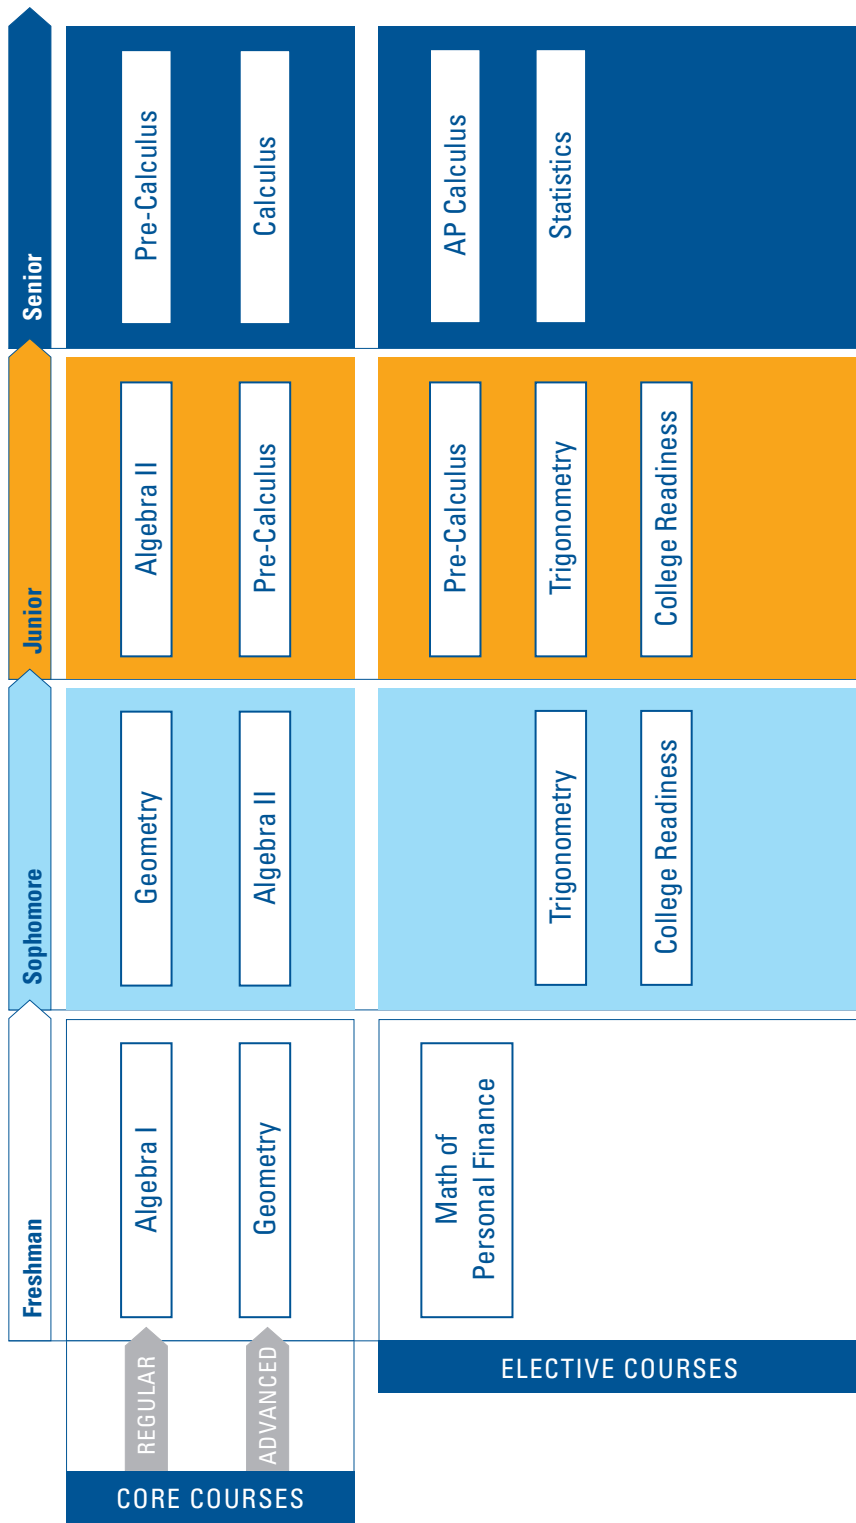 Freshman
Sophomore
Junior
Senior
CORE COURSES
REGULAR
Algebra I
Geometry
Algebra II
Pre-Calculus
ADVANCED
Geometry
Algebra II
Pre-Calculus
Calculus
ELECTIVE COURSES
Math of
Personal Finance
Pre-Calculus
AP Calculus
Trigonometry
Trigonometry
Statistics
College Readiness
College Readiness